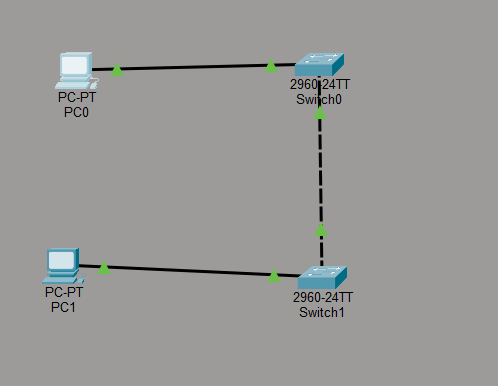 PC-PT
PC0
2960-24TT
Switch0
PC-PT
PC1
2960-24TT
Switch1